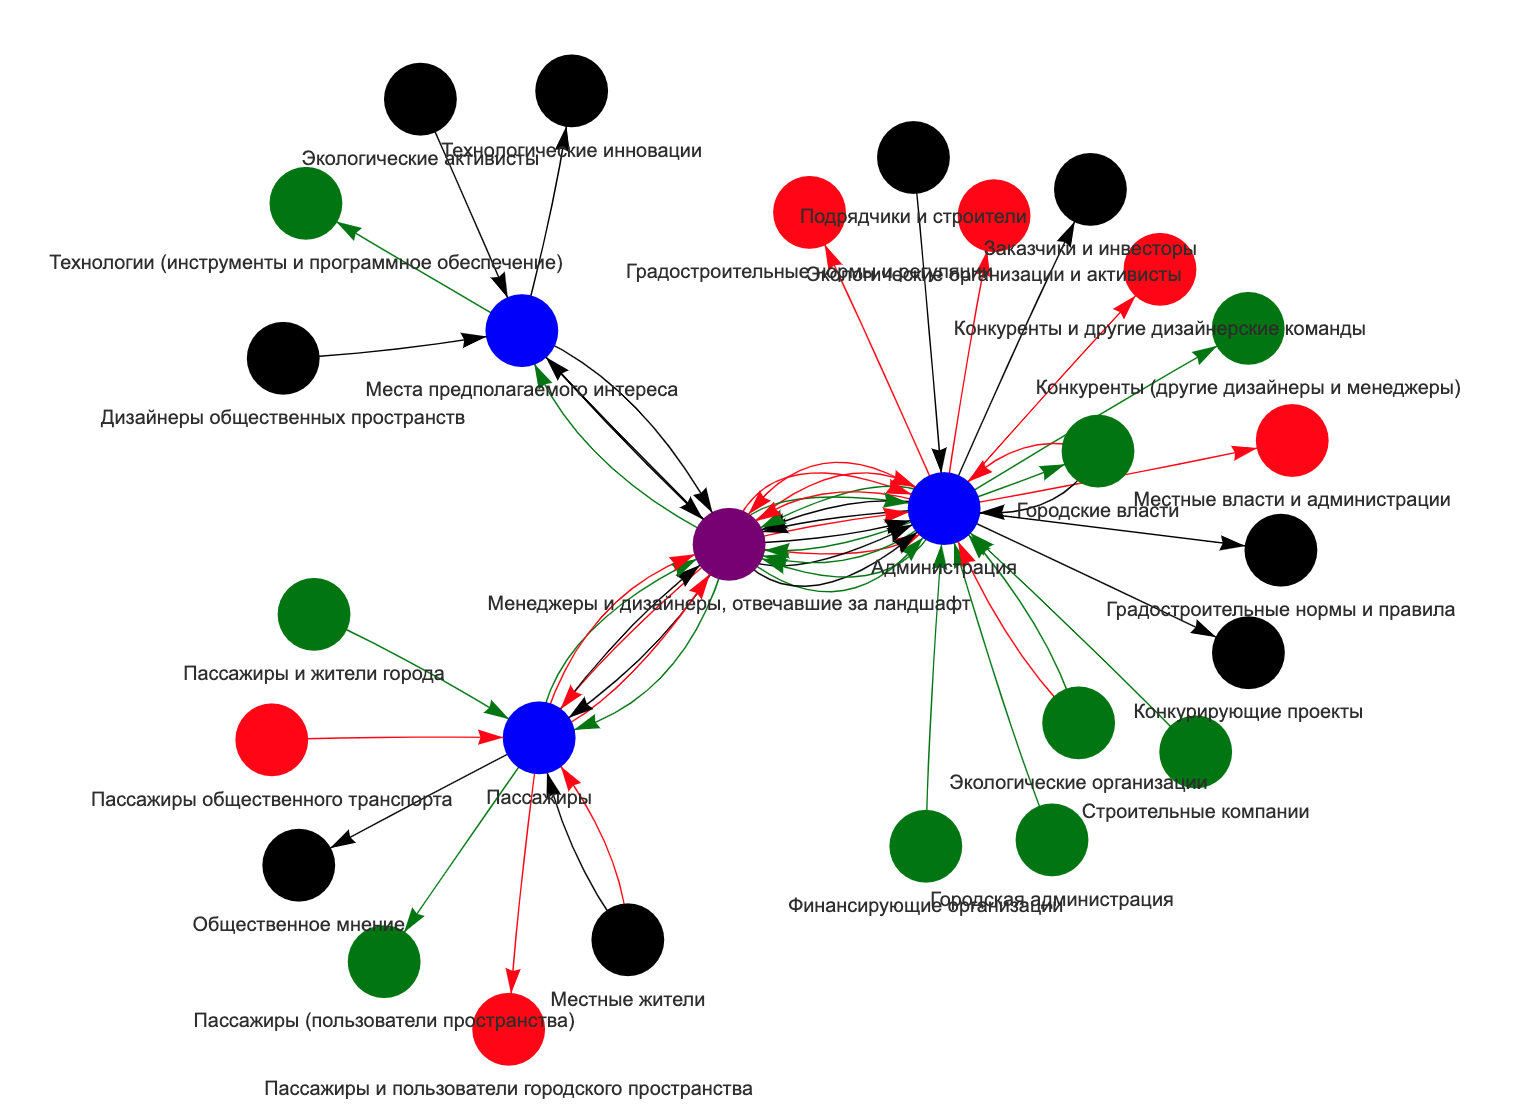 Экологические активисты
Технологические инновации
Технологии (инструменты и программное обеспечение)
Подрядчики и строители
Заказчики и инвесторы
Градостроительные нормы и регуляции
Экологические организации и активисты
Конкуренты и другие дизайнерские команды
Места предполагаемого интереса
Конкуренты (другие дизайнеры и менеджеры)
Дизайнеры общественных пространств
Местные власти и администрации
Городские власти
Администрация
Менеджеры и дизайнеры, отвечавшие за ландшафт
Градостроительные нормы и правила
Пассажиры и жители города
Конкурирующие проекты
Экологические организации
Пассажиры общественного транспорта
Пассажиры
Строительные компании
Финансирующие организации
Городская администрация
Общественное мнение
Местные жители
Пассажиры (пользователи пространства)
Пассажиры и пользователи городского пространства